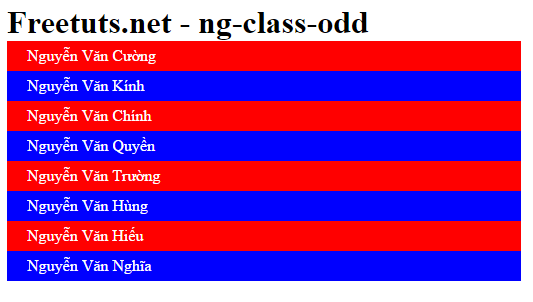 Freetuts.net - ng-class-odd
Nguyễn Văn Cường
Nguyễn Văn Kính
Nguyễn Văn Chính
Nguyễn Văn Quyền
Nguyễn Văn Trường
Nguyễn Văn Hùng
Nguyễn Văn Hiếu
Nguyễn Văn Nghĩa